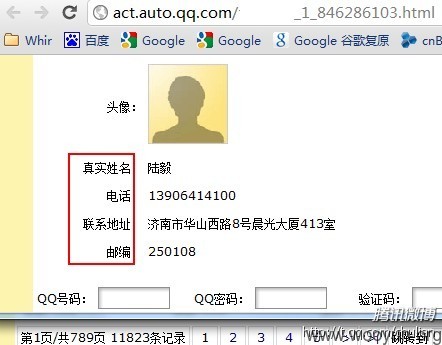 act.auto.qq.com/ _1_846286103.html
Whir 百度 Google Google Google 谷歌复原 cnB
头像:
真实姓名 陆毅
电话 13906414100
联系地址 济南市华山西路8号晨光大厦413室
邮编 250108
QQ号码: QQ密码: 验证码:
腾讯微博
第1页/共789页 11823条记录 1 2 3 4